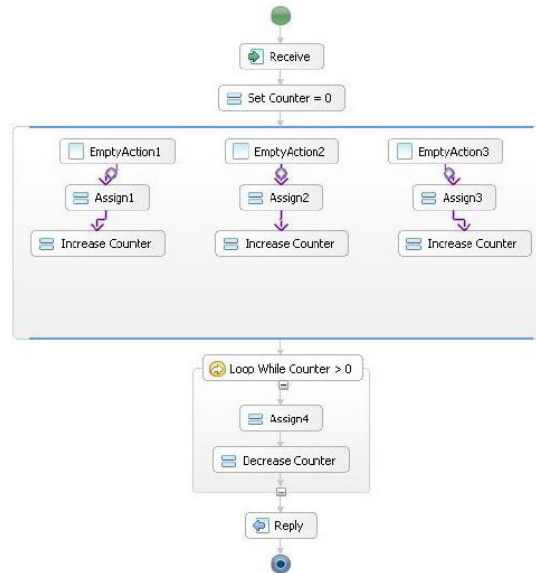 Receive
Set Counter = 0
EmptyAction1 EmptyAction2 EmptyAction3
Assign1 Assign2 Assign3
Increase Counter Increase Counter Increase Counter
Loop While Counter > 0
Assign4
Decrease Counter
Reply